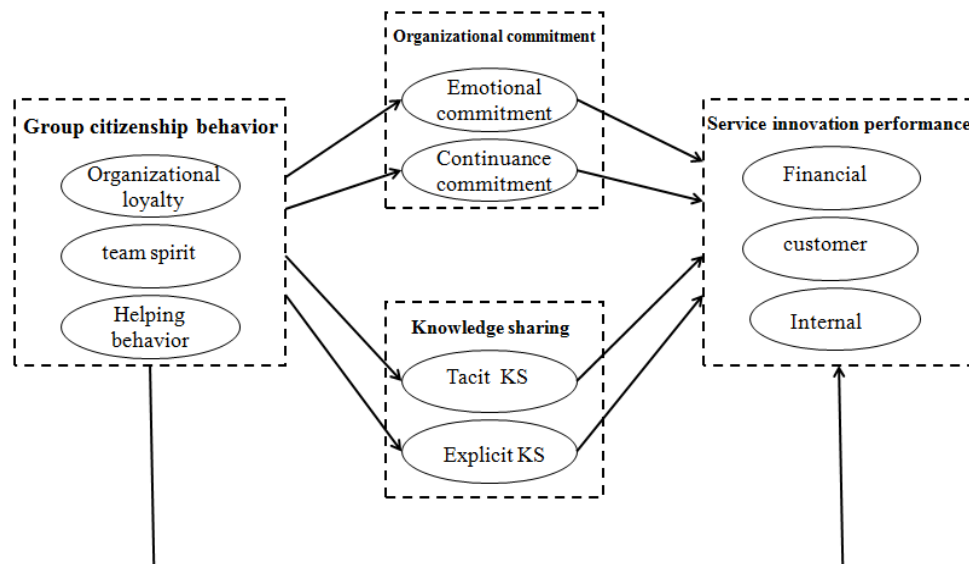 Organizational commitment
Emotional
commitment
Continuance
commitment
Group citizenship behavior
Organizational
loyalty
team spirit
Helping
behavior
Knowledge sharing
Tacit KS
Explicit KS
Service innovation performance
Financial
customer
Internal